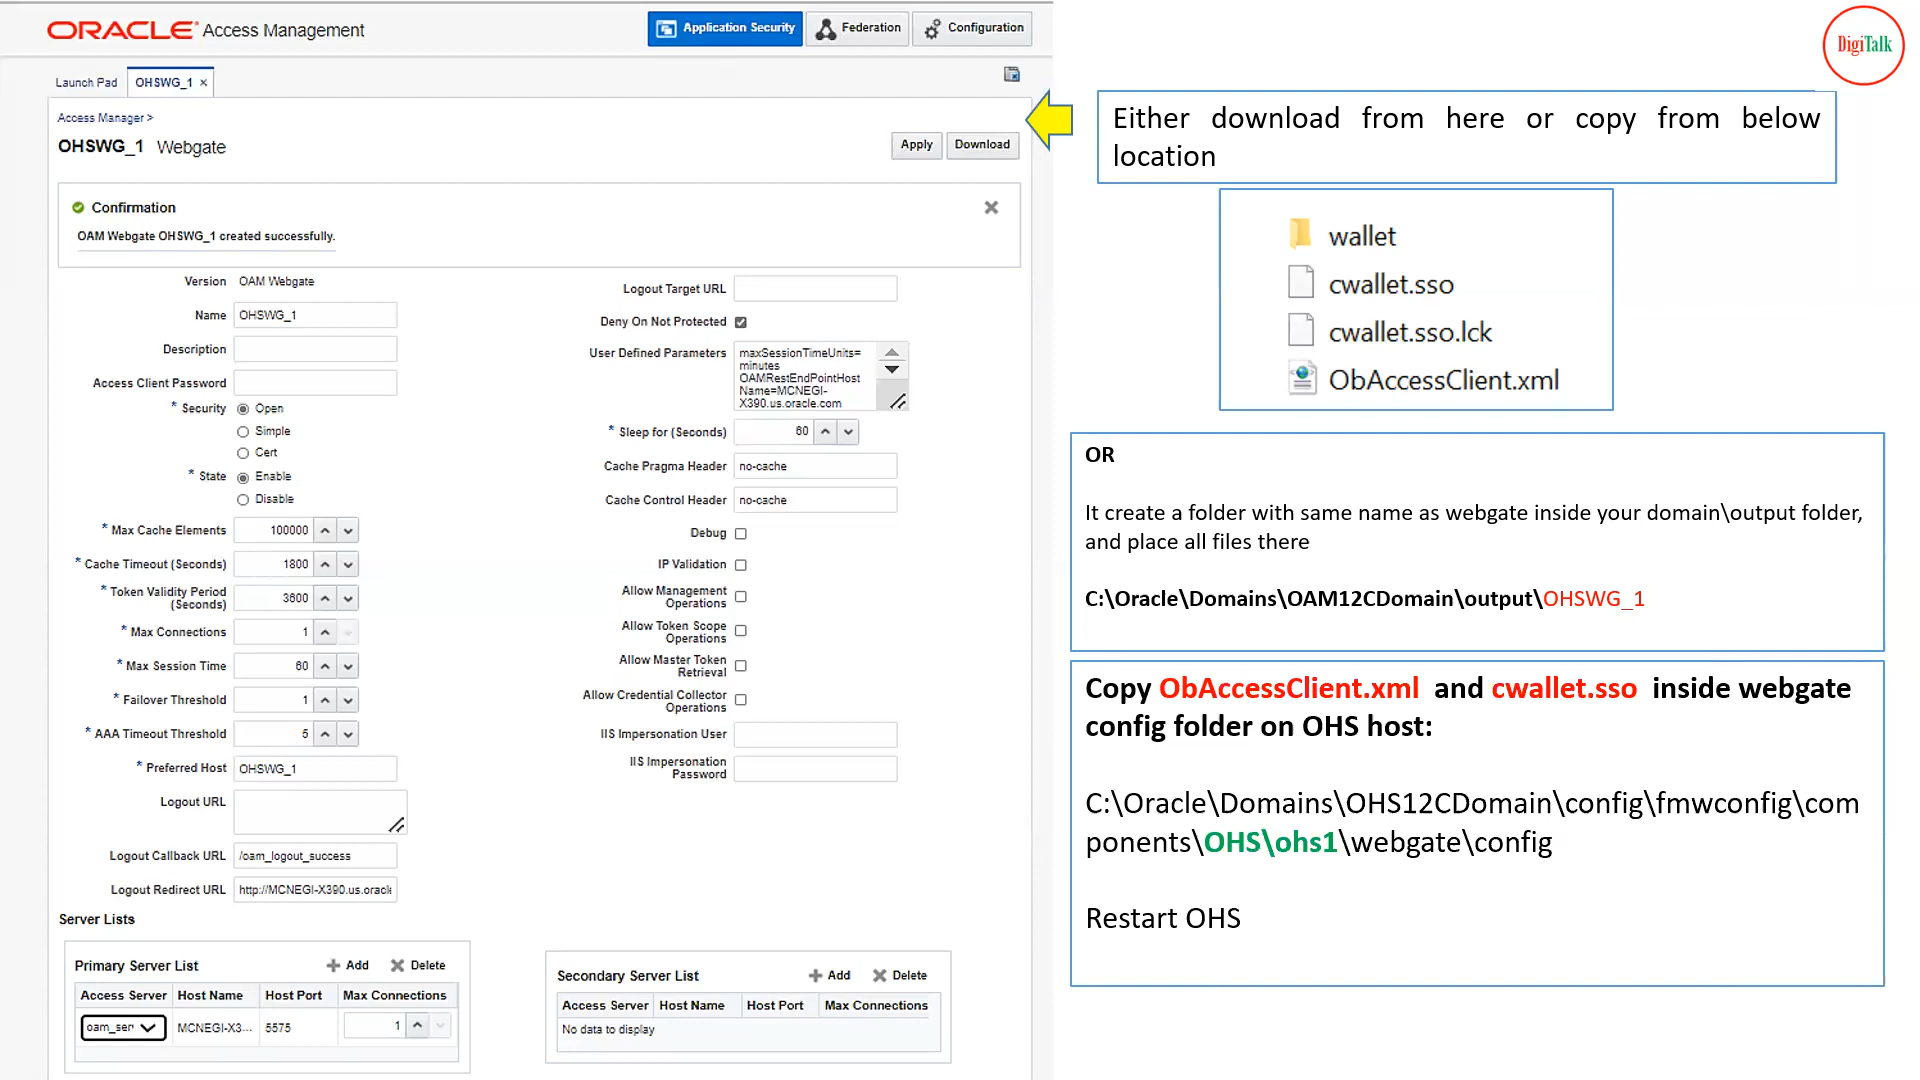 ORACLE Access Management
Application Security
Federation
Configuration
DigiTalk
Launch Pad
OHSWG_1 ×
Access Manager >
OHSWG_1 Webgate
Apply
Download
Confirmation
OAM Webgate OHSWG_1 created successfully.
Version OAM Webgate
Name OHSWG_1
Description
Access Client Password
* Security Open
Simple
Cert
* State Enable
Disable
* Max Cache Elements 100000
* Cache Timeout (Seconds) 1800
* Token Validity Period
(Seconds) 3600
* Max Connections 1
* Max Session Time 60
* Failover Threshold 1
* AAA Timeout Threshold 5
* Preferred Host OHSWG_1
Logout URL
Logout Callback URL /oam_logout_success
Logout Redirect URL http://MCNEGI-X390.us.oracle
Logout Target URL
Deny On Not Protected
User Defined Parameters
maxSessionTimeUnits=
minutes
OAMRestEndPointHost
Name=MCNEGI-
X390.us.oracle.com
* Sleep for (Seconds) 60
Cache Pragma Header no-cache
Cache Control Header no-cache
Debug
IP Validation
Allow Management
Operations
Allow Token Scope
Operations
Allow Master Token
Retrieval
Allow Credential Collector
Operations
IIS Impersonation User
IIS Impersonation
Password
Server Lists
Primary Server List Add Delete
Access Server Host Name Host Port Max Connections
oam_ser MCNEGI-X3... 5575 1
Secondary Server List Add Delete
Access Server Host Name Host Port Max Connections
No data to display
Either download from here or copy from below
location
wallet
cwallet.sso
cwallet.sso.lck
ObAccessClient.xml
OR
It create a folder with same name as webgate inside your domain\output folder,
and place all files there
C:\Oracle\Domains\OAM12CDomain\output\OHSWG_1
Copy ObAccessClient.xml and cwallet.sso inside webgate
config folder on OHS host:
C:\Oracle\Domains\OHS12CDomain\config\fmwconfig\com
ponents\OHS\ohs1\webgate\config
Restart OHS